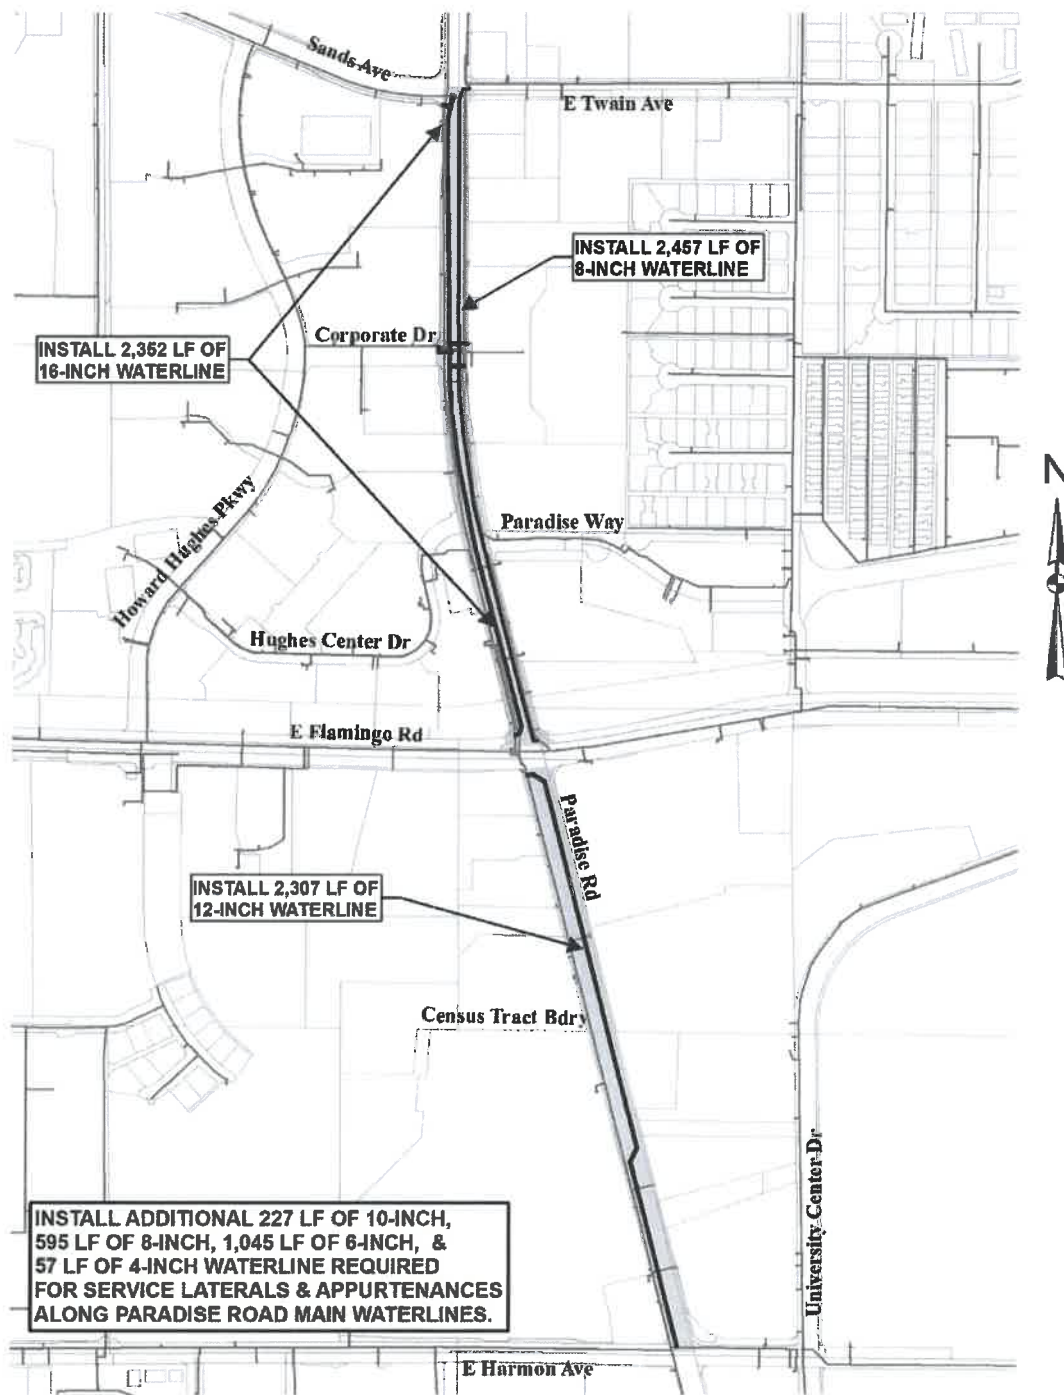 Sands Ave
E Twain Ave
INSTALL 2,457 LF OF
8-INCH WATERLINE
Corporate Dr
INSTALL 2,352 LF OF
16-INCH WATERLINE
N
Paradise Way
Howard Hughes Pkwy
Hughes Center Dr
E Flamingo Rd
Paradise Rd
INSTALL 2,307 LF OF
12-INCH WATERLINE
Census Tract Bdry
University Center Dr
INSTALL ADDITIONAL 227 LF OF 10-INCH,
595 LF OF 8-INCH, 1,045 LF OF 6-INCH, &
57 LF OF 4-INCH WATERLINE REQUIRED
FOR SERVICE LATERALS & APPURTENANCES
ALONG PARADISE ROAD MAIN WATERLINES.
E Harmon Ave